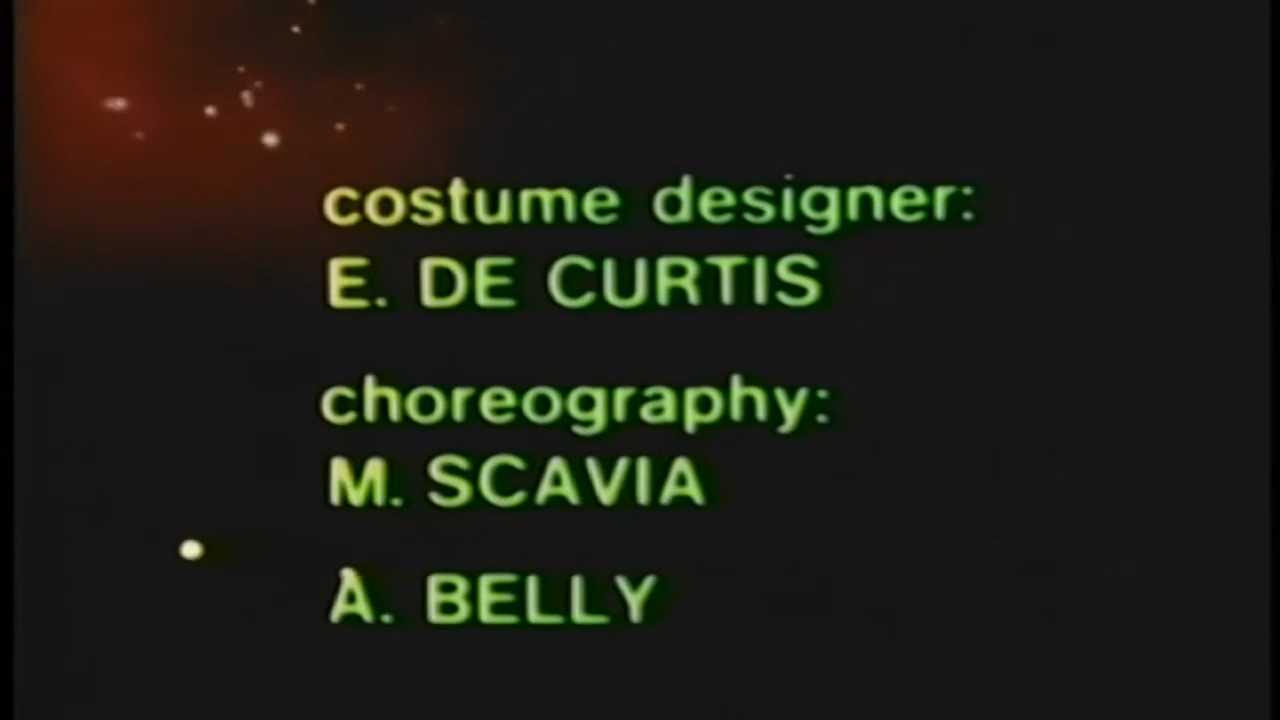 costume designer:
E. DE CURTIS
choreography:
M. SCAVIA
A. BELLY